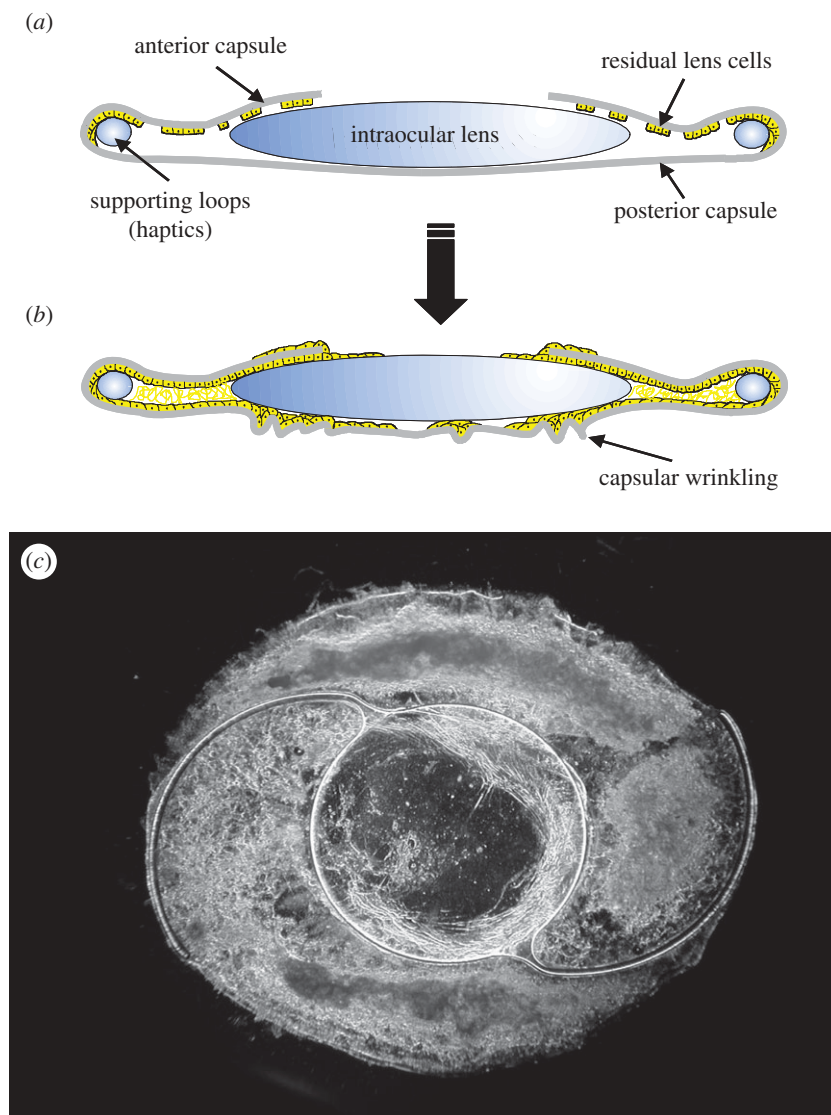 (a)
anterior capsule
residual lens cells
intraocular lens
supporting loops
(haptics)
posterior capsule
(b)
capsular wrinkling
(c)